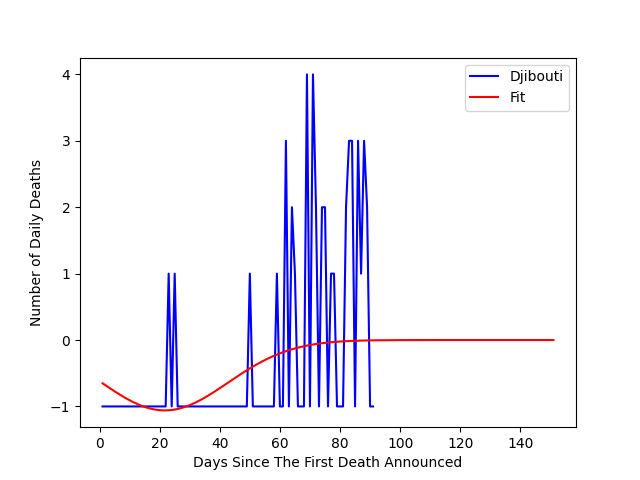 Djibouti
Fit
Number of Daily Deaths
4
3
2
1
0
−1
0 20 40 60 80 100 120 140
Days Since The First Death Announced